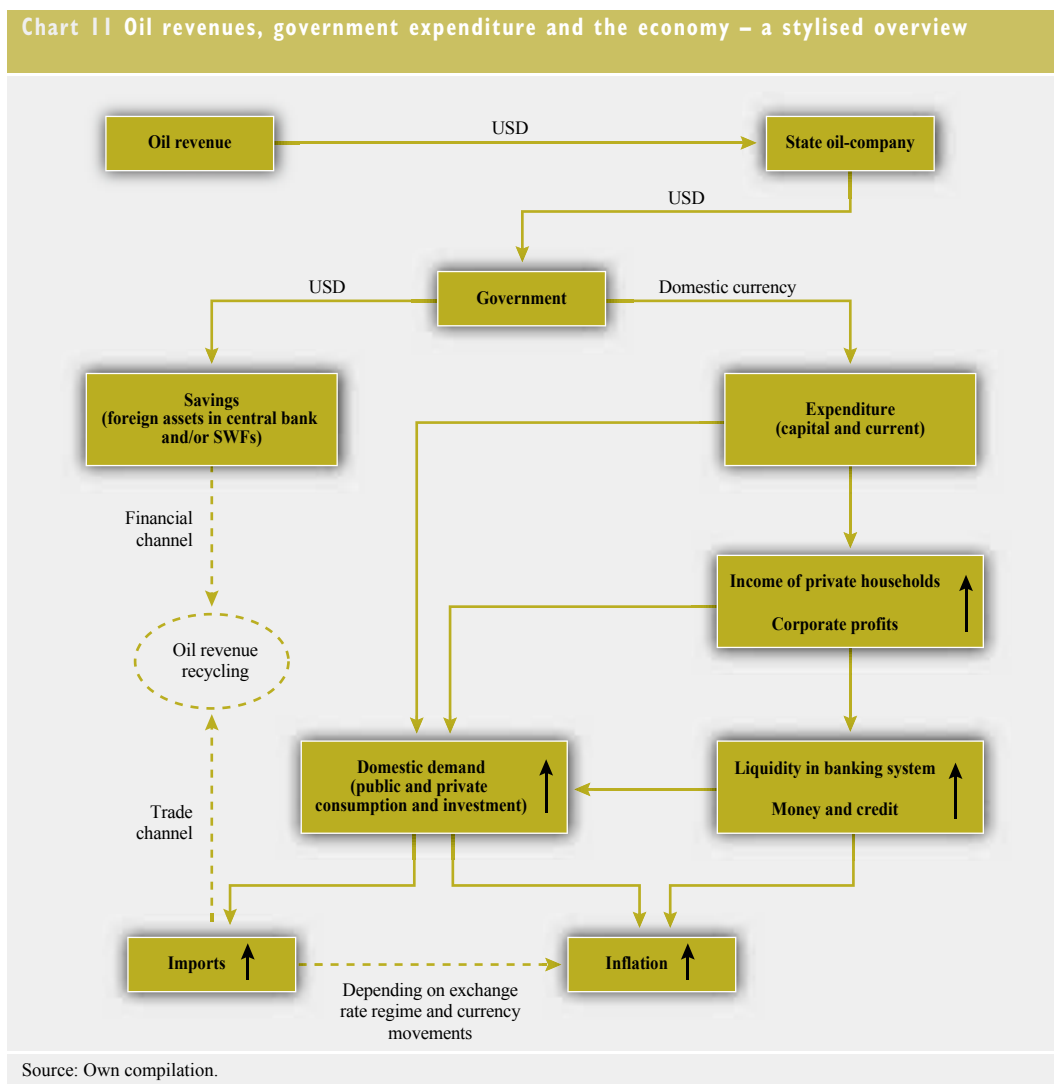 Chart 11 Oil revenues, government expenditure and the economy – a stylised overview
Oil revenue
USD
State oil-company
USD
USD
Government
Domestic currency
Savings
(foreign assets in central bank
and/or SWFs)
Expenditure
(capital and current)
Financial
channel
Income of private households
Corporate profits
Oil revenue
recycling
Domestic demand
(public and private
consumption and investment)
Liquidity in banking system
Money and credit
Trade
channel
Imports
Inflation
Depending on exchange
rate regime and currency
movements
Source: Own compilation.